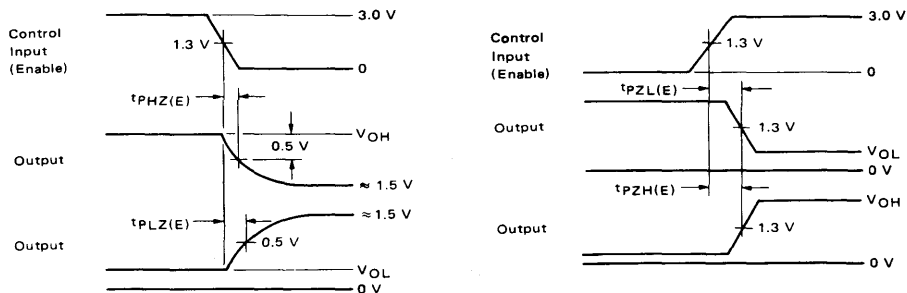 3.0 V
Control
Input
(Enable)
1.3 V
0
tPHZ(E)
VOH
0.5 V
Output
≈ 1.5 V
tPLZ(E)
≈ 1.5 V
Output
0.5 V
VOL
0 V
3.0 V
Control
Input
(Enable)
1.3 V
0
tPZL(E)
Output
1.3 V
VOL
0 V
tPZH(E)
VOH
Output
1.3 V
0 V